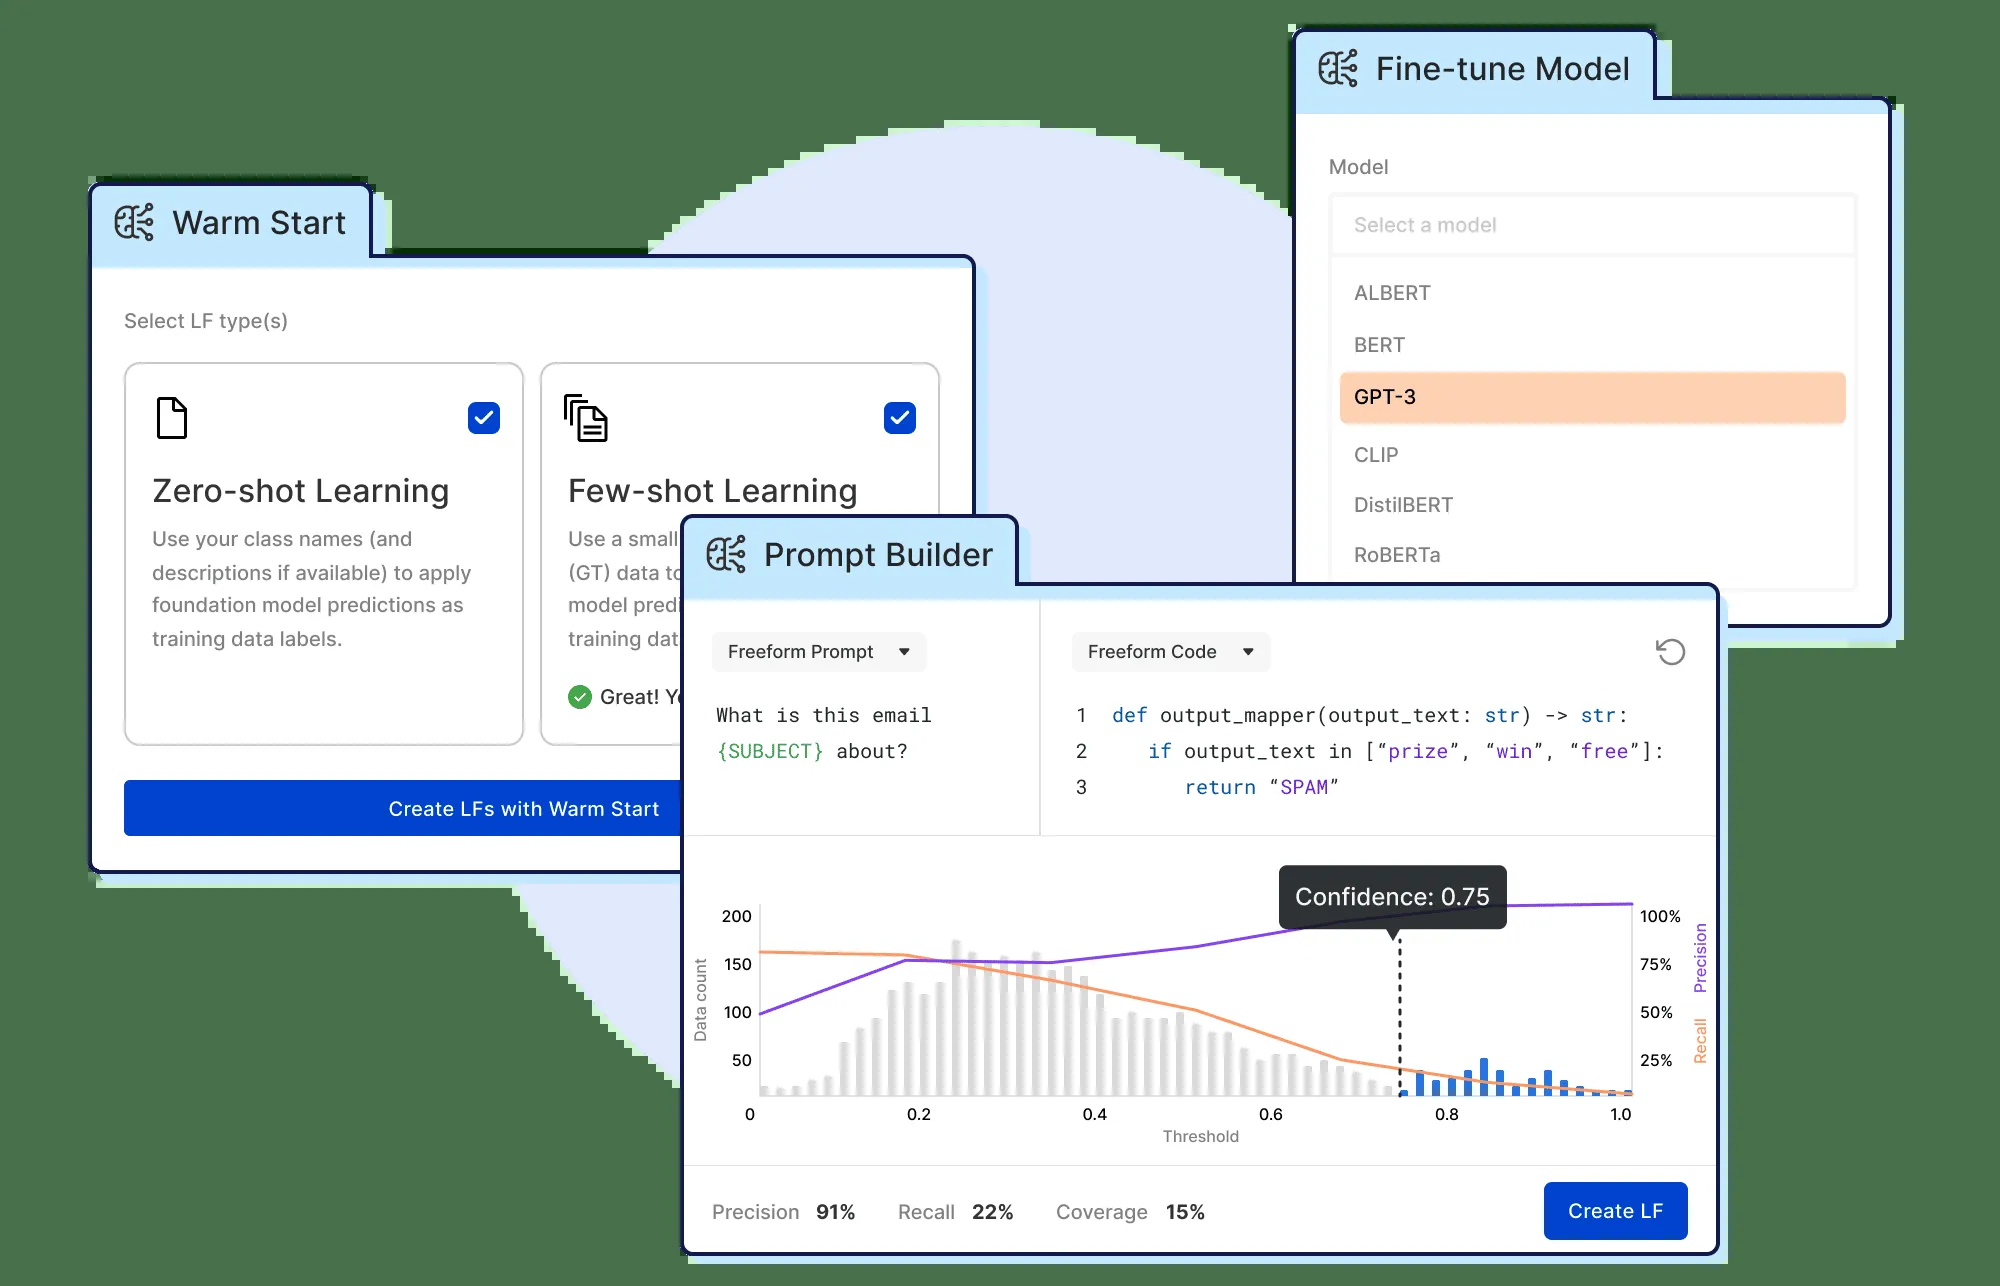 Fine-tune Model
Model
Select a model
ALBERT
BERT
GPT-3
CLIP
DistilBERT
RoBERTa
Warm Start
Select LF type(s)
Zero-shot Learning
Use your class names (and
descriptions if available) to apply
foundation model predictions as
training data labels.
Few-shot Learning
Use a small
(GT) data
model
training
Great!
Create LFs with Warm Start
Prompt Builder
Freeform Prompt
What is this email
{SUBJECT} about?
Freeform Code
1 def output_mapper(output_text: str) -> str:
2 if output_text in [“prize”, “win”, “free”]:
3 return “SPAM”
Confidence: 0.75
Data count
200
150
100
50
100%
75%
50%
25%
Precision
Recall
0 0.2 0.4 0.6 0.8 1.0
Threshold
Precision 91% Recall 22% Coverage 15%
Create LF